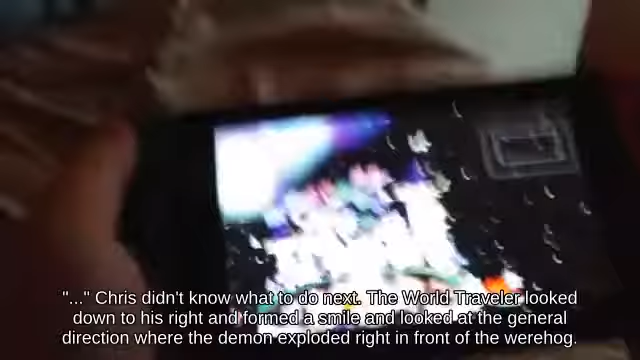 "..." Chris didn't know what to do next. The World Traveler looked
down to his right and formed a smile and looked at the general
direction where the demon exploded right in front of the werehog.